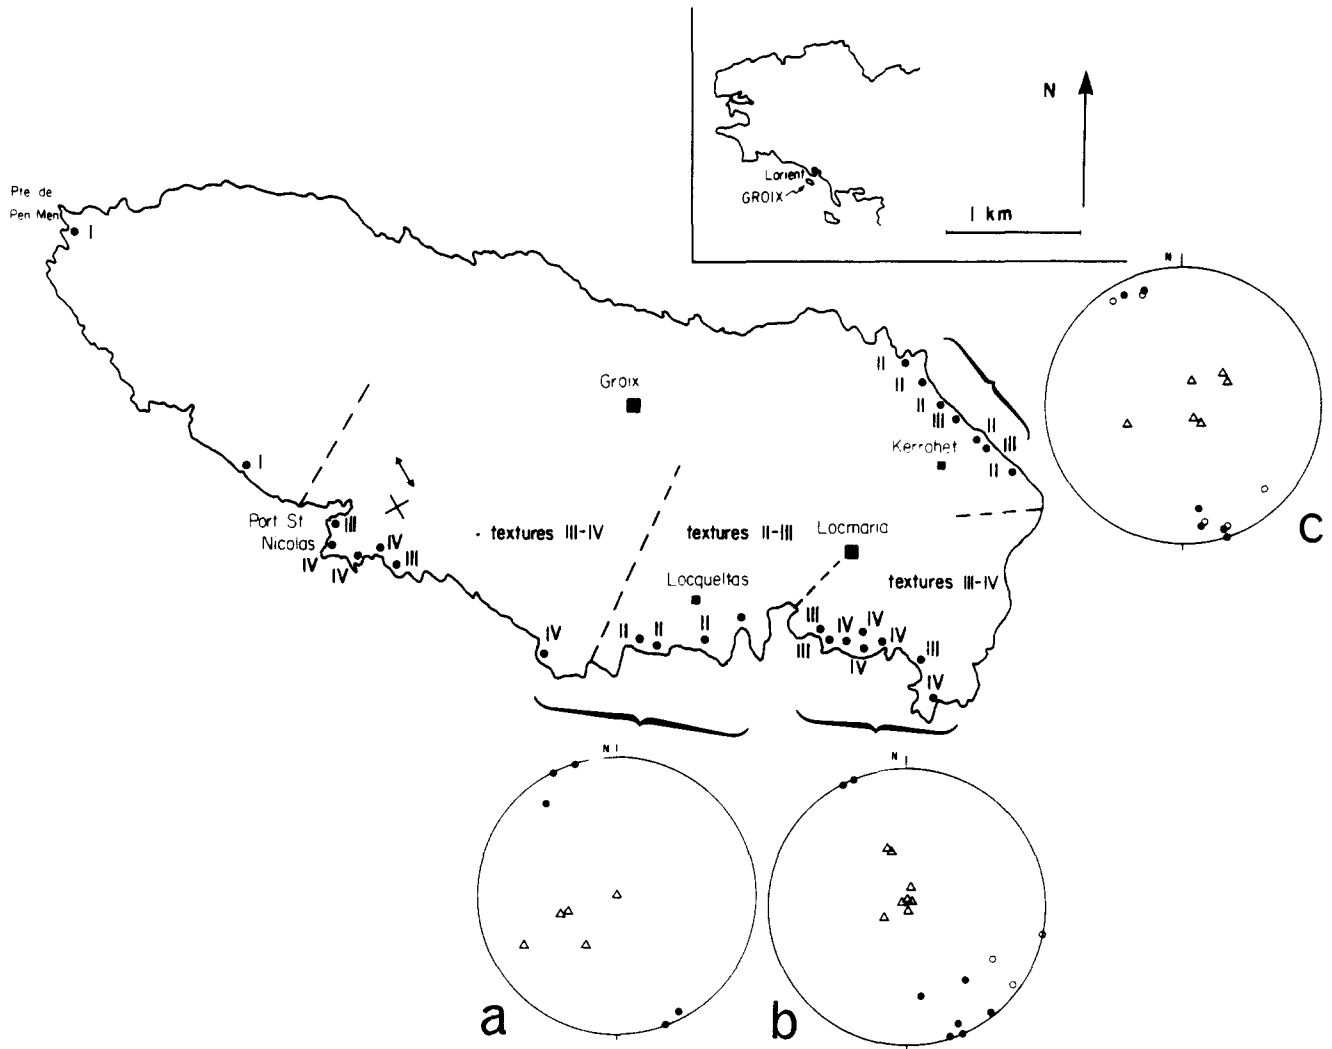 N
Lorient
GROIX
1 km
Pte de
Pen Men
I
N
II
Groix
II
II
III
II
III
Kerrohet
II
I
C
Port St
III
Nicolas
IV
textures III-IV
textures II-III
Locmaria
IV
IV
III
Locqueltas
textures III-IV
IV
II
II
II
III
IV
IV
IV
III
IV
III
IV
N
N
a
b